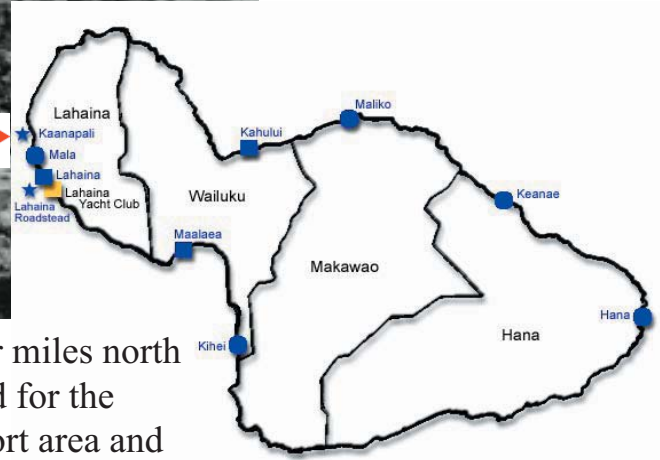 Maliko
Lahaina
Kaanapali
Kahului
Mala
Lahaina
Lahaina
Yacht Club
Wailuku
Keanae
Lahaina
Roadstead
Maalaea
Makawao
Hana
Hana
Kihei
miles north
for the
ort area and